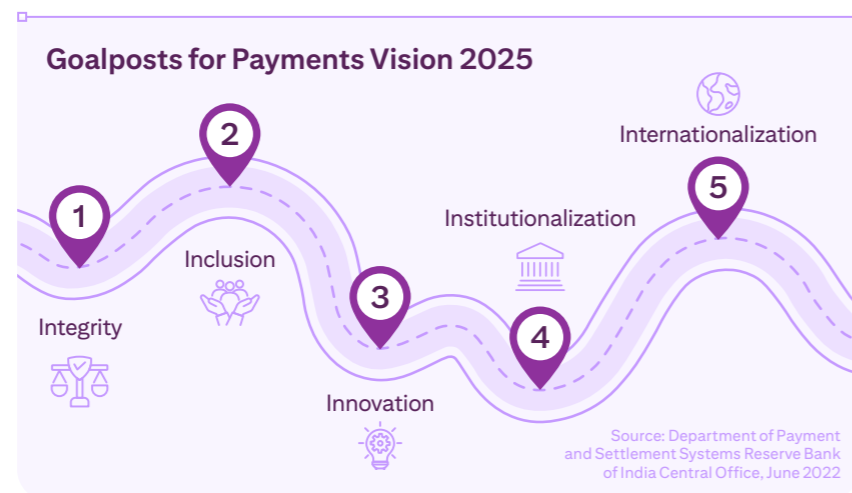 Goalposts for Payments Vision 2025
1
Integrity
2
Inclusion
3
Innovation
Institutionalization
4
Internationalization
5
Source: Department of Payment
and Settlement Systems Reserve Bank
of India Central Office, June 2022